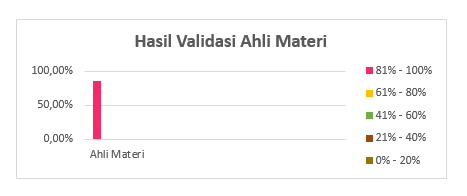 Hasil Validasi Ahli Materi
100,00%
50,00%
0,00%
Ahli Materi
81% - 100%
61% - 80%
41% - 60%
21% - 40%
0% - 20%